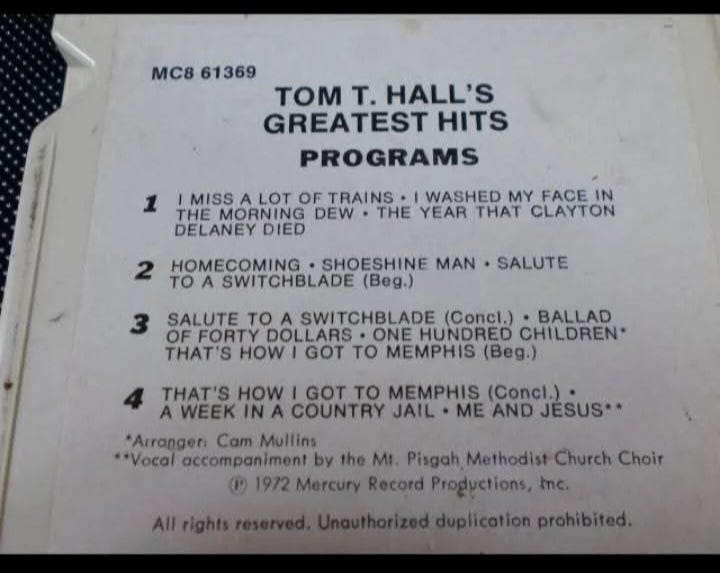 MC8 61369
TOM T. HALL'S
GREATEST HITS
PROGRAMS
1 I MISS A LOT OF TRAINS • I WASHED MY FACE IN
THE MORNING DEW • THE YEAR THAT CLAYTON
DELANEY DIED
2 HOMECOMING • SHOESHINE MAN • SALUTE
TO A SWITCHBLADE (Beg.)
3 SALUTE TO A SWITCHBLADE (Concl.) • BALLAD
OF FORTY DOLLARS • ONE HUNDRED CHILDREN*
THAT'S HOW I GOT TO MEMPHIS (Beg.)
4 THAT'S HOW I GOT TO MEMPHIS (Concl.) •
A WEEK IN A COUNTRY JAIL • ME AND JESUS**
*Arranger: Cam Mullins
**Vocal accompaniment by the Mt. Pisgah Methodist Church Choir
Ⓟ 1972 Mercury Record Productions, Inc.
All rights reserved. Unauthorized duplication prohibited.